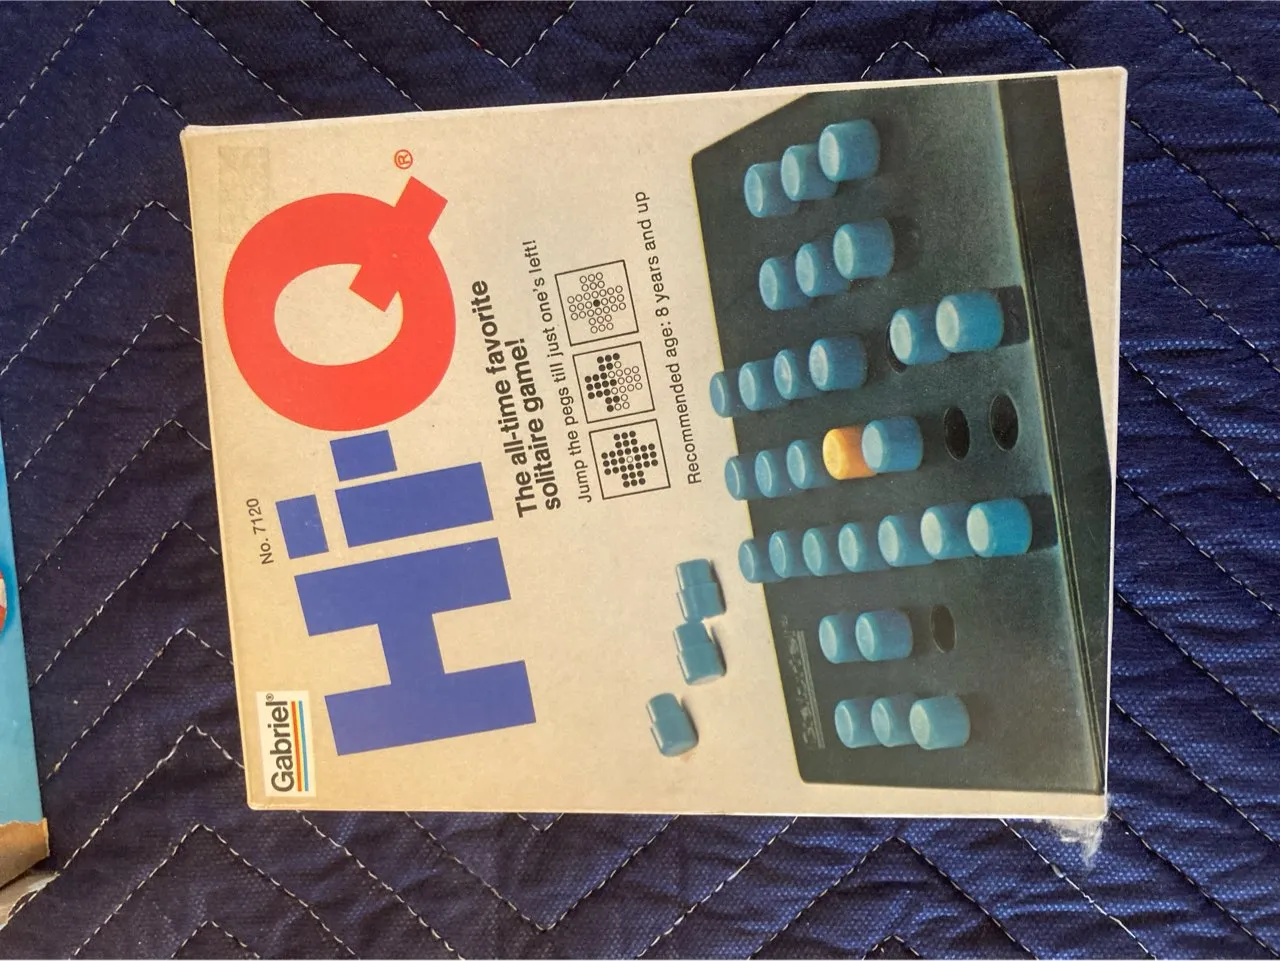 Gabriel®
No. 7120
Hi-Q®
The all-time favorite
solitaire game!
Jump the pegs till just one's left!
Recommended age: 8 years and up